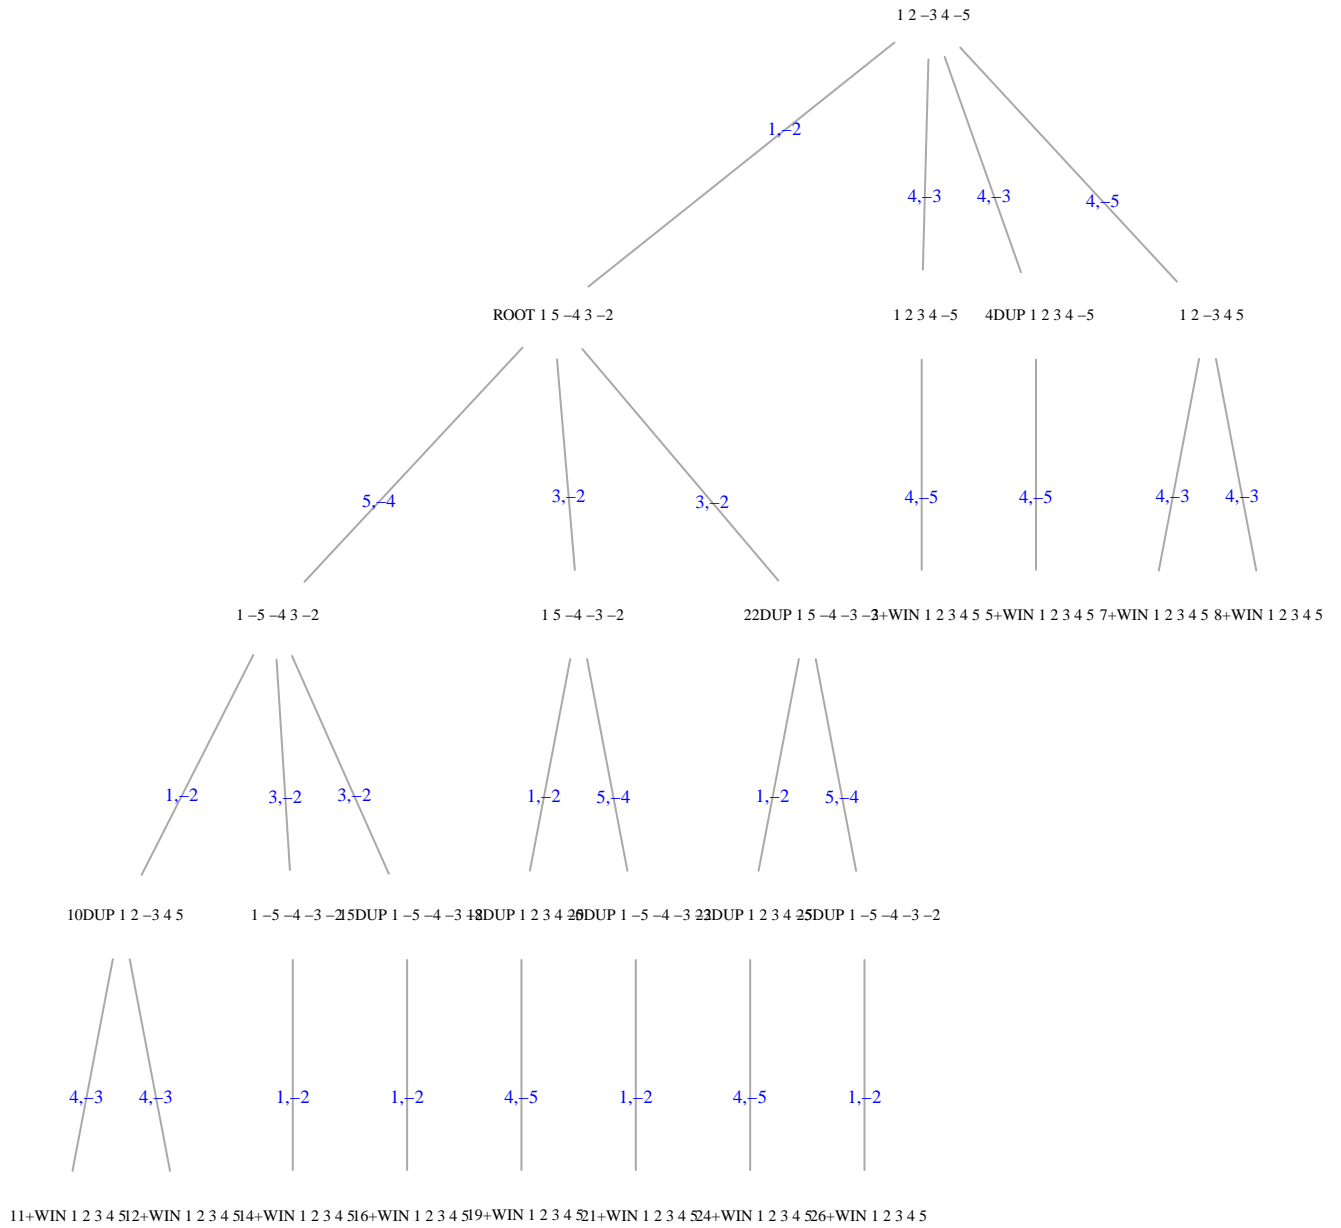 1 2 −3 4 −5
1,−2
4,−3 4,−3 4,−5
ROOT 1 5 −4 3 −2 1 2 3 4 −5 4DUP 1 2 3 4 −5 1 2 −3 4 5
5,−4 3,−2 3,−2 4,−5 4,−5 4,−3 4,−3
1 −5 −4 3 −2 1 5 −4 −3 −2 22DUP 1 5 −4 −3 −2 3+WIN 1 2 3 4 5 5+WIN 1 2 3 4 5 7+WIN 1 2 3 4 5 8+WIN 1 2 3 4 5
1,−2 3,−2 3,−2 1,−2 5,−4 1,−2 5,−4
10DUP 1 2 −3 4 5 1 −5 −4 −3 −2 15DUP 1 −5 −4 −3 −2 18DUP 1 2 3 4 −5 20DUP 1 −5 −4 −3 −2 23DUP 1 2 3 4 −5 25DUP 1 −5 −4 −3 −2
4,−3 4,−3 1,−2 1,−2 4,−5 1,−2 4,−5 1,−2
11+WIN 1 2 3 4 5 12+WIN 1 2 3 4 5 14+WIN 1 2 3 4 5 16+WIN 1 2 3 4 5 19+WIN 1 2 3 4 5 21+WIN 1 2 3 4 5 24+WIN 1 2 3 4 5 26+WIN 1 2 3 4 5